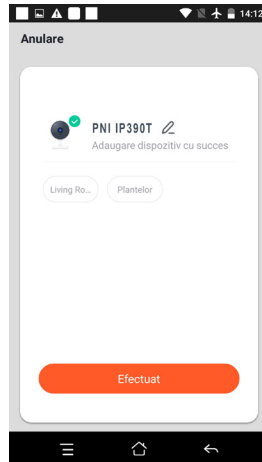 14:12
Anulare
PNI IP390T
Adaugare dispozitiv cu succes
Living Ro... Plantelor
Efectuat